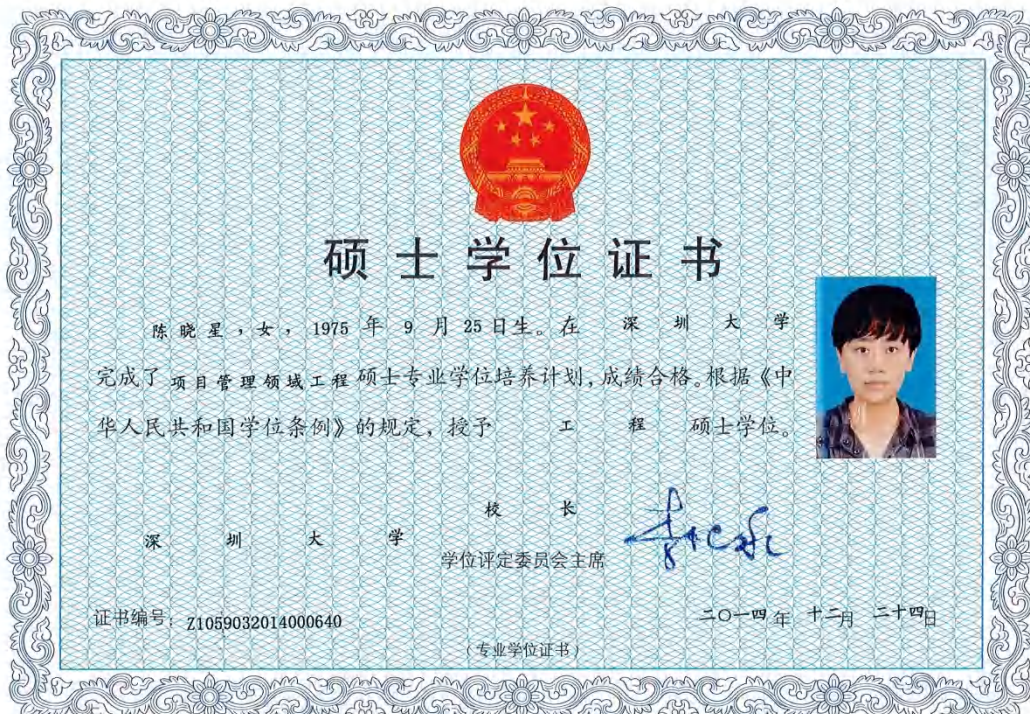 硕士学位证书
陈晓星，女，1975 年 9 月 25 日生。在 深圳大学
完成了 项目管理领域工程 硕士专业学位培养计划，成绩合格。根据《中
华人民共和国学位条例》的规定，授予 工程 硕士学位。
深圳大学
校长
学位评定委员会主席
证书编号：Z1059032014000640
二〇一四年 十二月 二十四日
（专业学位证书）